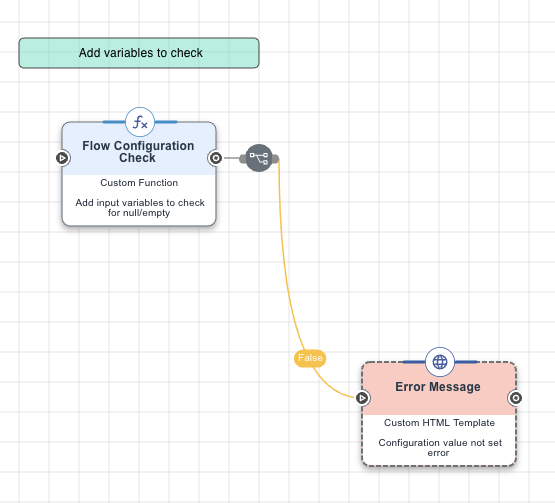 Add variables to check
fx
Flow Configuration
Check
Custom Function
Add input variables to check
for null/empty
False
Error Message
Custom HTML Template
Configuration value not set
error